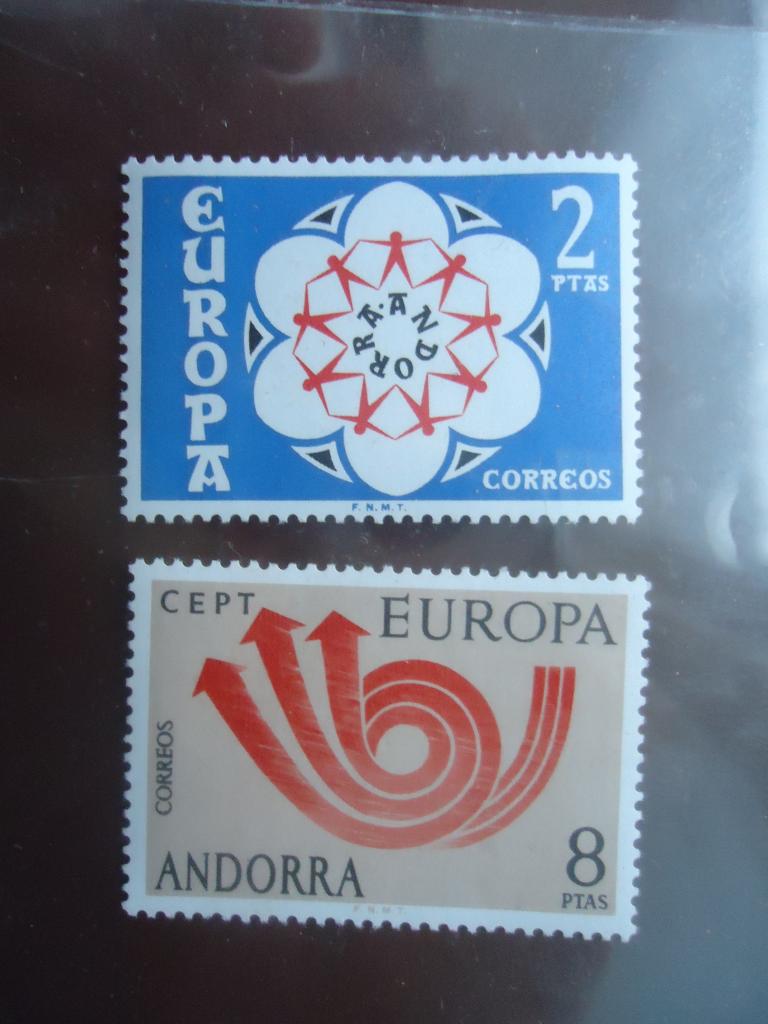 EUROPA
2
PTAS
ANDORRA·
CORREOS
F. N. M. T.
CEPT
EUROPA
CORREOS
ANDORRA
8
PTAS
F. N. M. T.